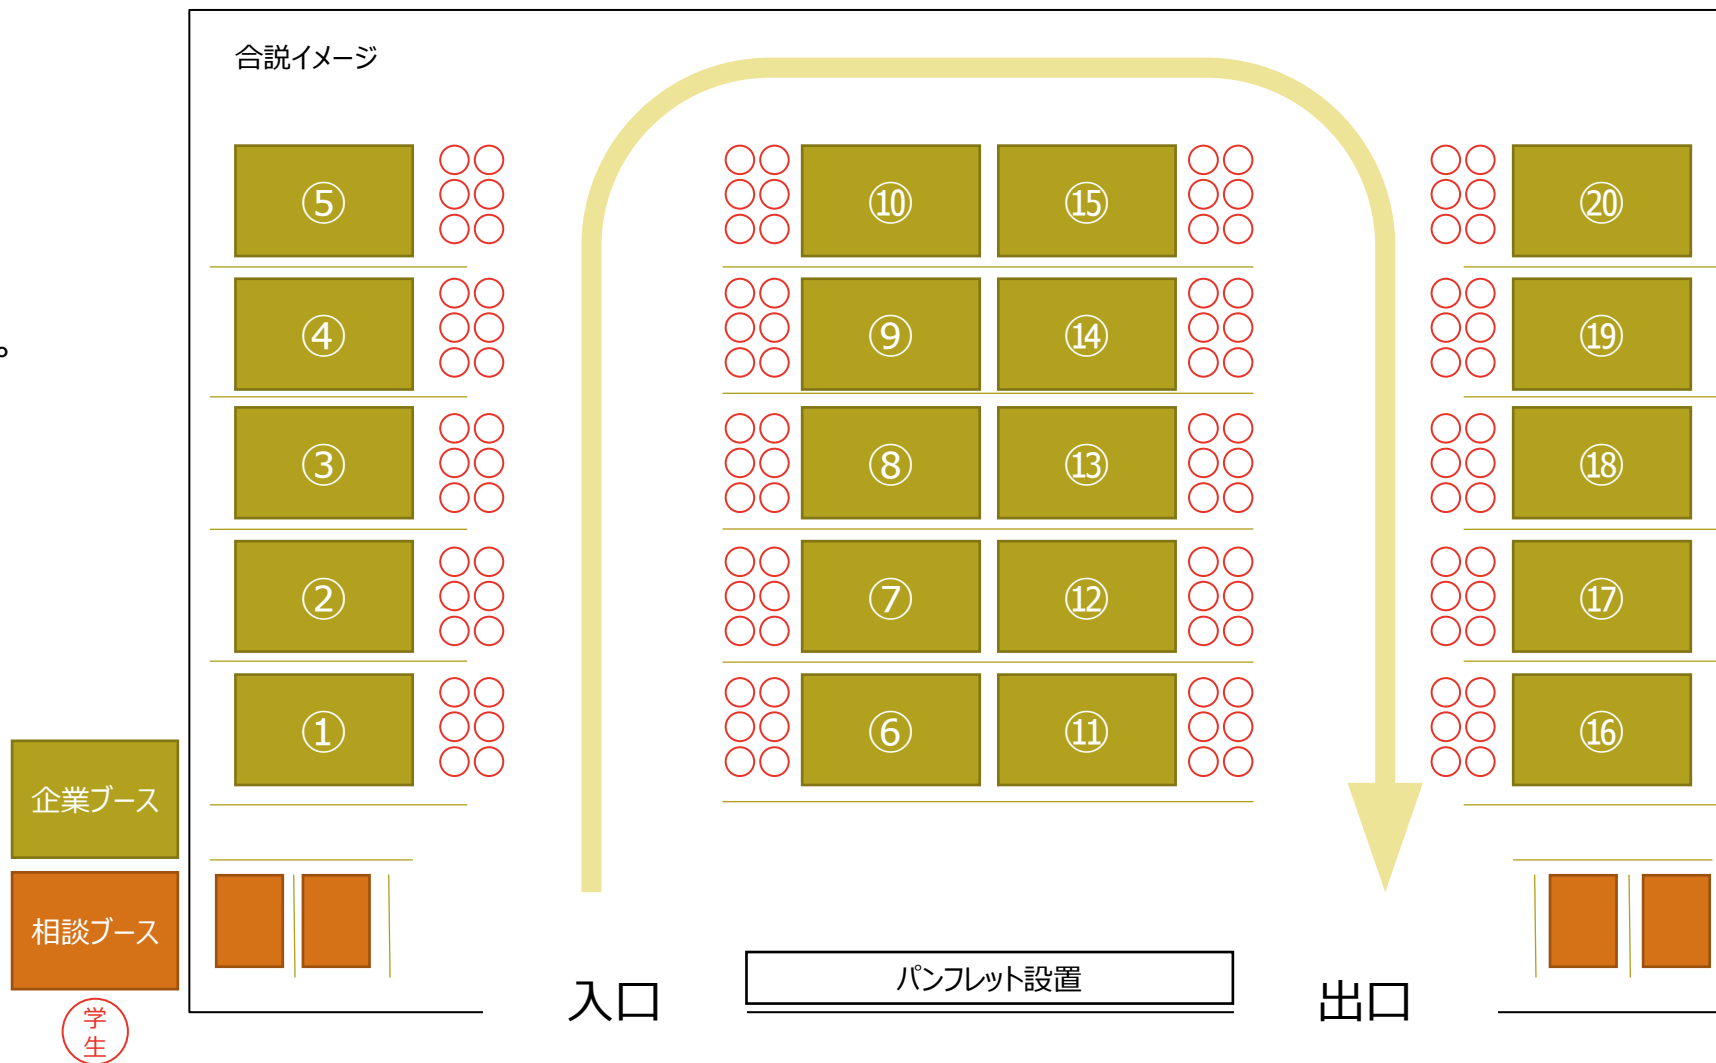 合説イメージ
⑤ ⑩ ⑮ ⑳
④ ⑨ ⑭ ⑲
。
③ ⑧ ⑬ ⑱
② ⑦ ⑫ ⑰
① ⑥ ⑪ ⑯
企業ブース
相談ブース
学
生
入口
パンフレット設置
出口